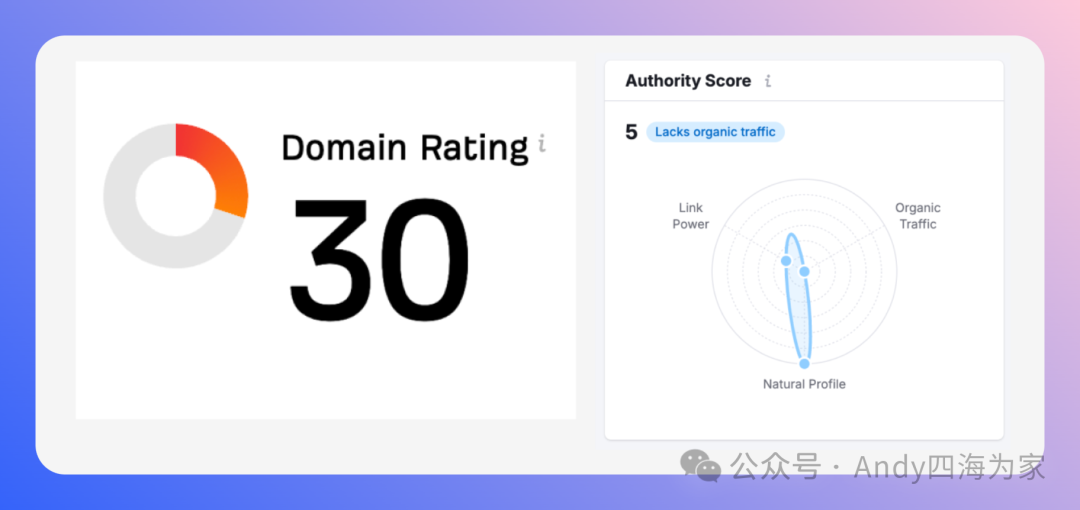 Domain Rating i
30
Authority Score i
5 Lacks organic traffic
Link
Power
Organic
Traffic
Natural Profile
公众号 · Andy四海为家